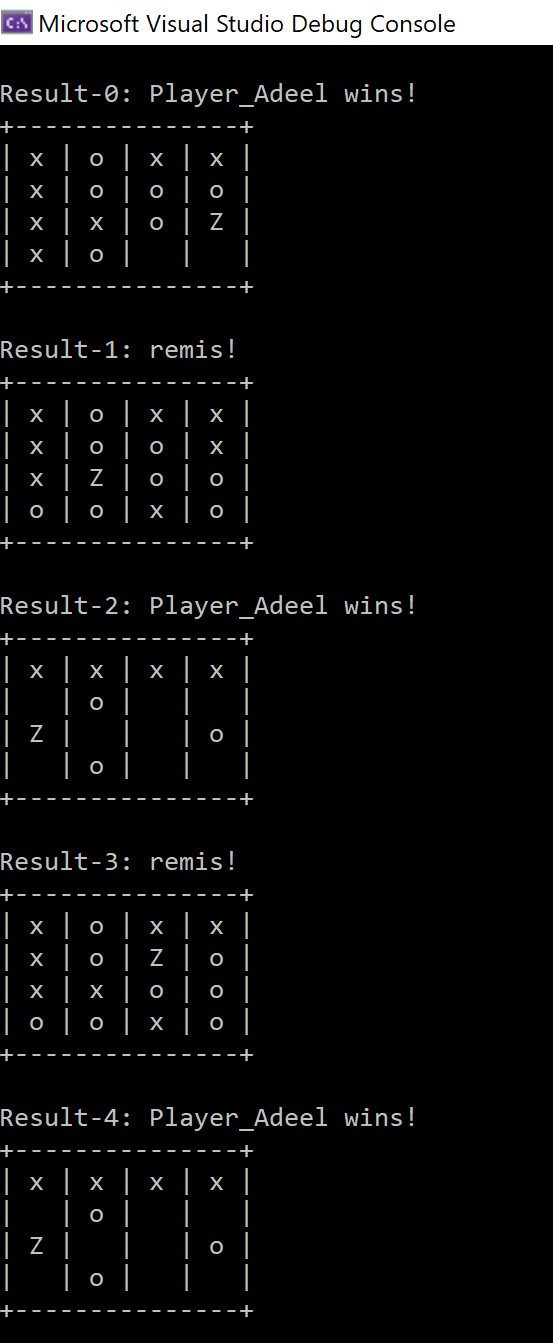 Microsoft Visual Studio Debug Console
Result-0: Player_Adeel wins!
+---------------+
| x | o | x | x |
| x | o | o | o |
| x | x | o | Z |
| x | o |   |   |
+---------------+
Result-1: remis!
+---------------+
| x | o | x | x |
| x | o | o | x |
| x | Z | o | o |
| o | o | x | o |
+---------------+
Result-2: Player_Adeel wins!
+---------------+
| x | x | x | x |
|   | o |   |   |
| Z |   |   | o |
|   | o |   |   |
+---------------+
Result-3: remis!
+---------------+
| x | o | x | x |
| x | o | Z | o |
| x | x | o | o |
| o | o | x | o |
+---------------+
Result-4: Player_Adeel wins!
+---------------+
| x | x | x | x |
|   | o |   |   |
| Z |   |   | o |
|   | o |   |   |
+---------------+